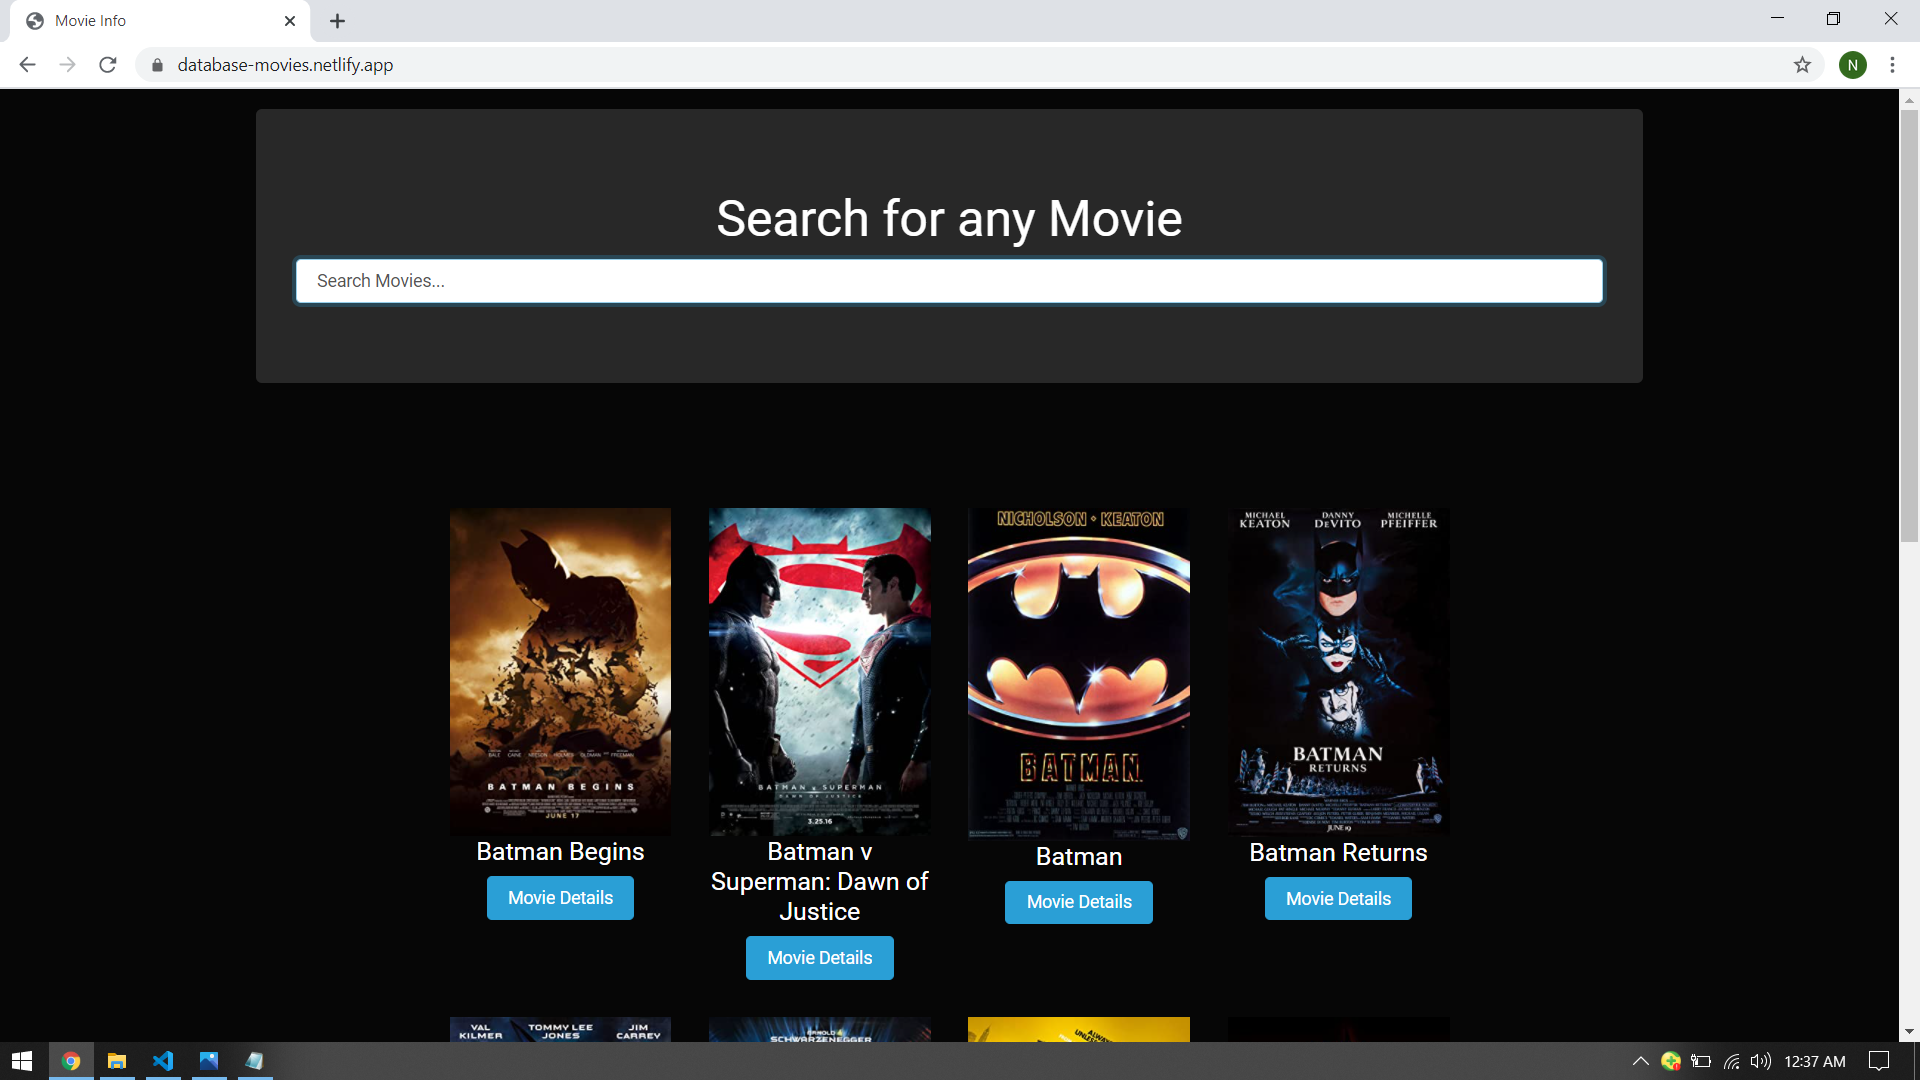 Movie Info
database-movies.netlify.app
N
Search for any Movie
Search Movies...
NICHOLSON • KEATON
MICHAEL KEATON
DANNY DEVITO
MICHELLE PFEIFFER
BATMAN BEGINS
JUNE 17
BATMAN v SUPERMAN
DAWN OF JUSTICE
3.25.16
BATMAN
BATMAN
RETURNS
JUNE 19
Batman Begins
Movie Details
Batman v
Superman: Dawn of
Justice
Movie Details
Batman
Movie Details
Batman Returns
Movie Details
VAL KILMER
TOMMY LEE JONES
JIM CARREY
ARNOLD
SCHWARZENEGGER
12:37 AM